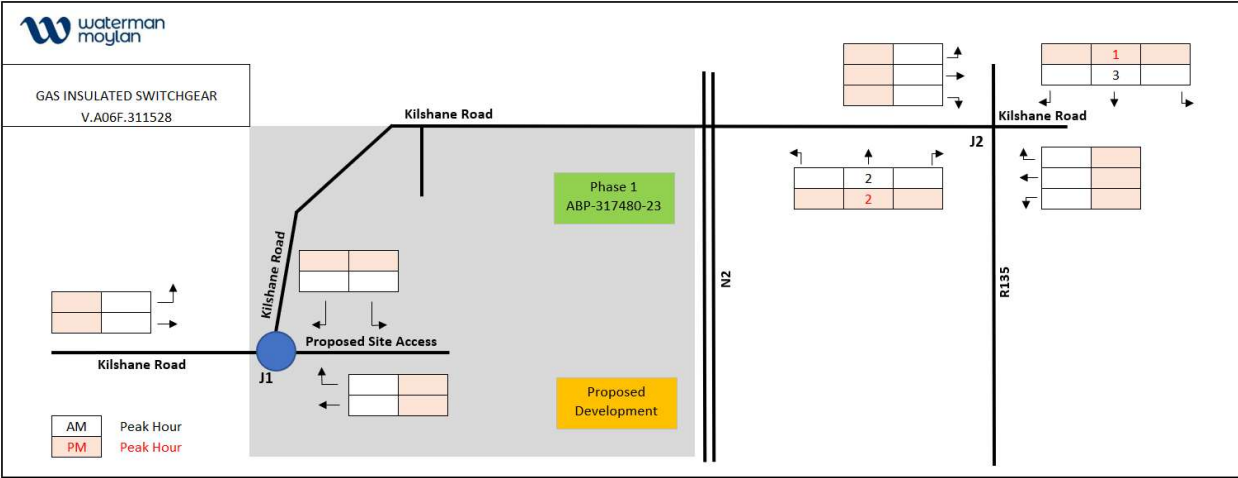 waterman
moylan
GAS INSULATED SWITCHGEAR
V.A06F.311528
Kilshane Road
1
3
Kilshane Road
J2
2
2
Phase 1
ABP-317480-23
Kilshane Road
N2
R135
Proposed Site Access
Kilshane Road
J1
Proposed
Development
AM Peak Hour
PM Peak Hour